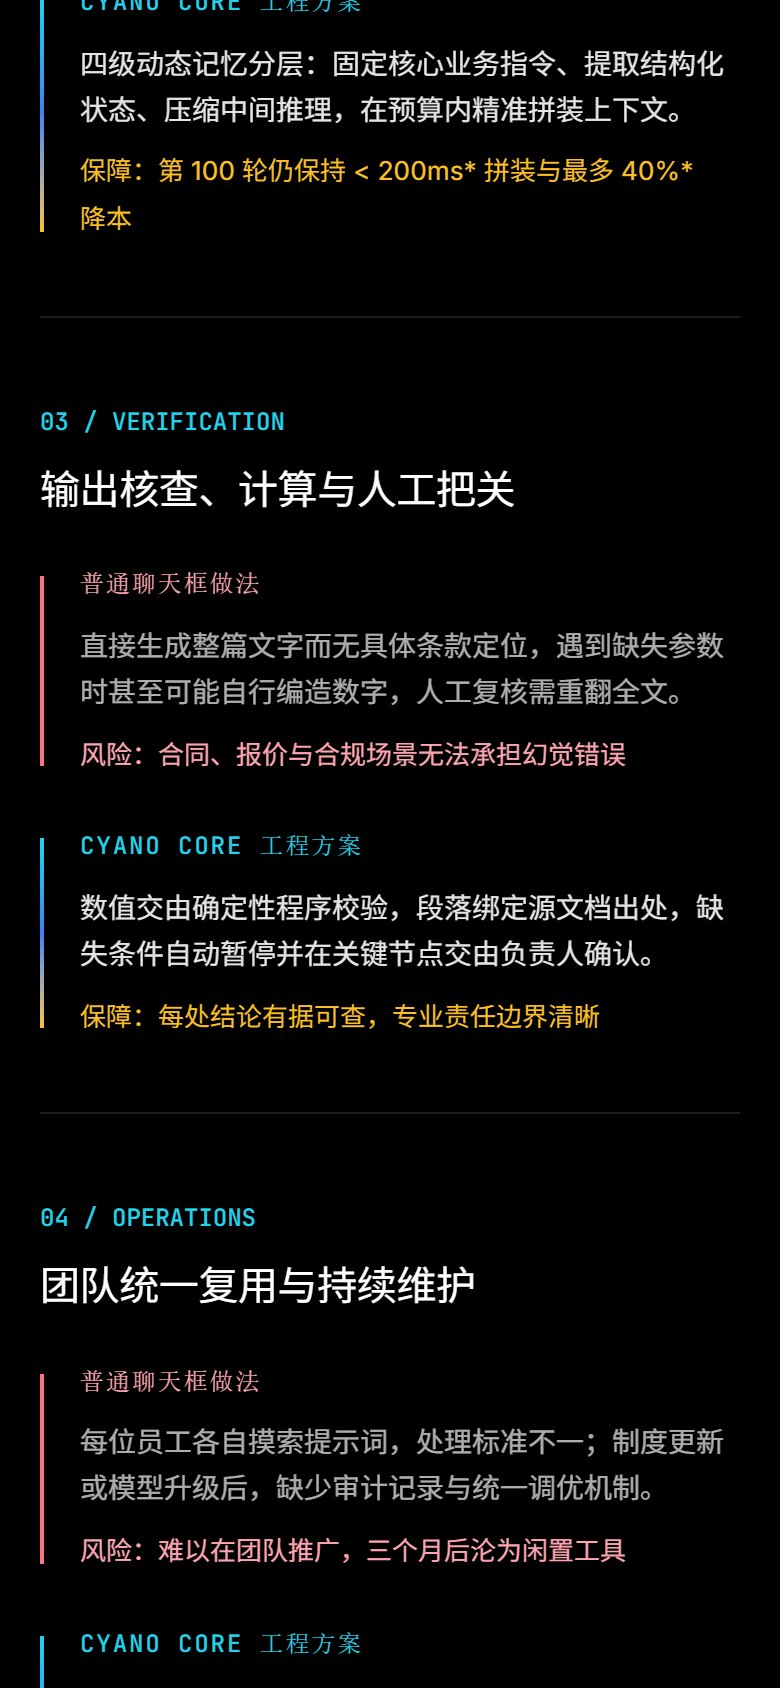 CYANO CORE 工程方案
四级动态记忆分层：固定核心业务指令、提取结构化
状态、压缩中间推理，在预算内精准拼装上下文。
保障：第 100 轮仍保持 < 200ms* 拼装与最多 40%*
降本
03 / VERIFICATION
输出核查、计算与人工把关
普通聊天框做法
直接生成整篇文字而无具体条款定位，遇到缺失参数
时甚至可能自行编造数字，人工复核需重翻全文。
风险：合同、报价与合规场景无法承担幻觉错误
CYANO CORE 工程方案
数值交由确定性程序校验，段落绑定源文档出处，缺
失条件自动暂停并在关键节点交由负责人确认。
保障：每处结论有据可查，专业责任边界清晰
04 / OPERATIONS
团队统一复用与持续维护
普通聊天框做法
每位员工各自摸索提示词，处理标准不一；制度更新
或模型升级后，缺少审计记录与统一调优机制。
风险：难以在团队推广，三个月后沦为闲置工具
CYANO CORE 工程方案